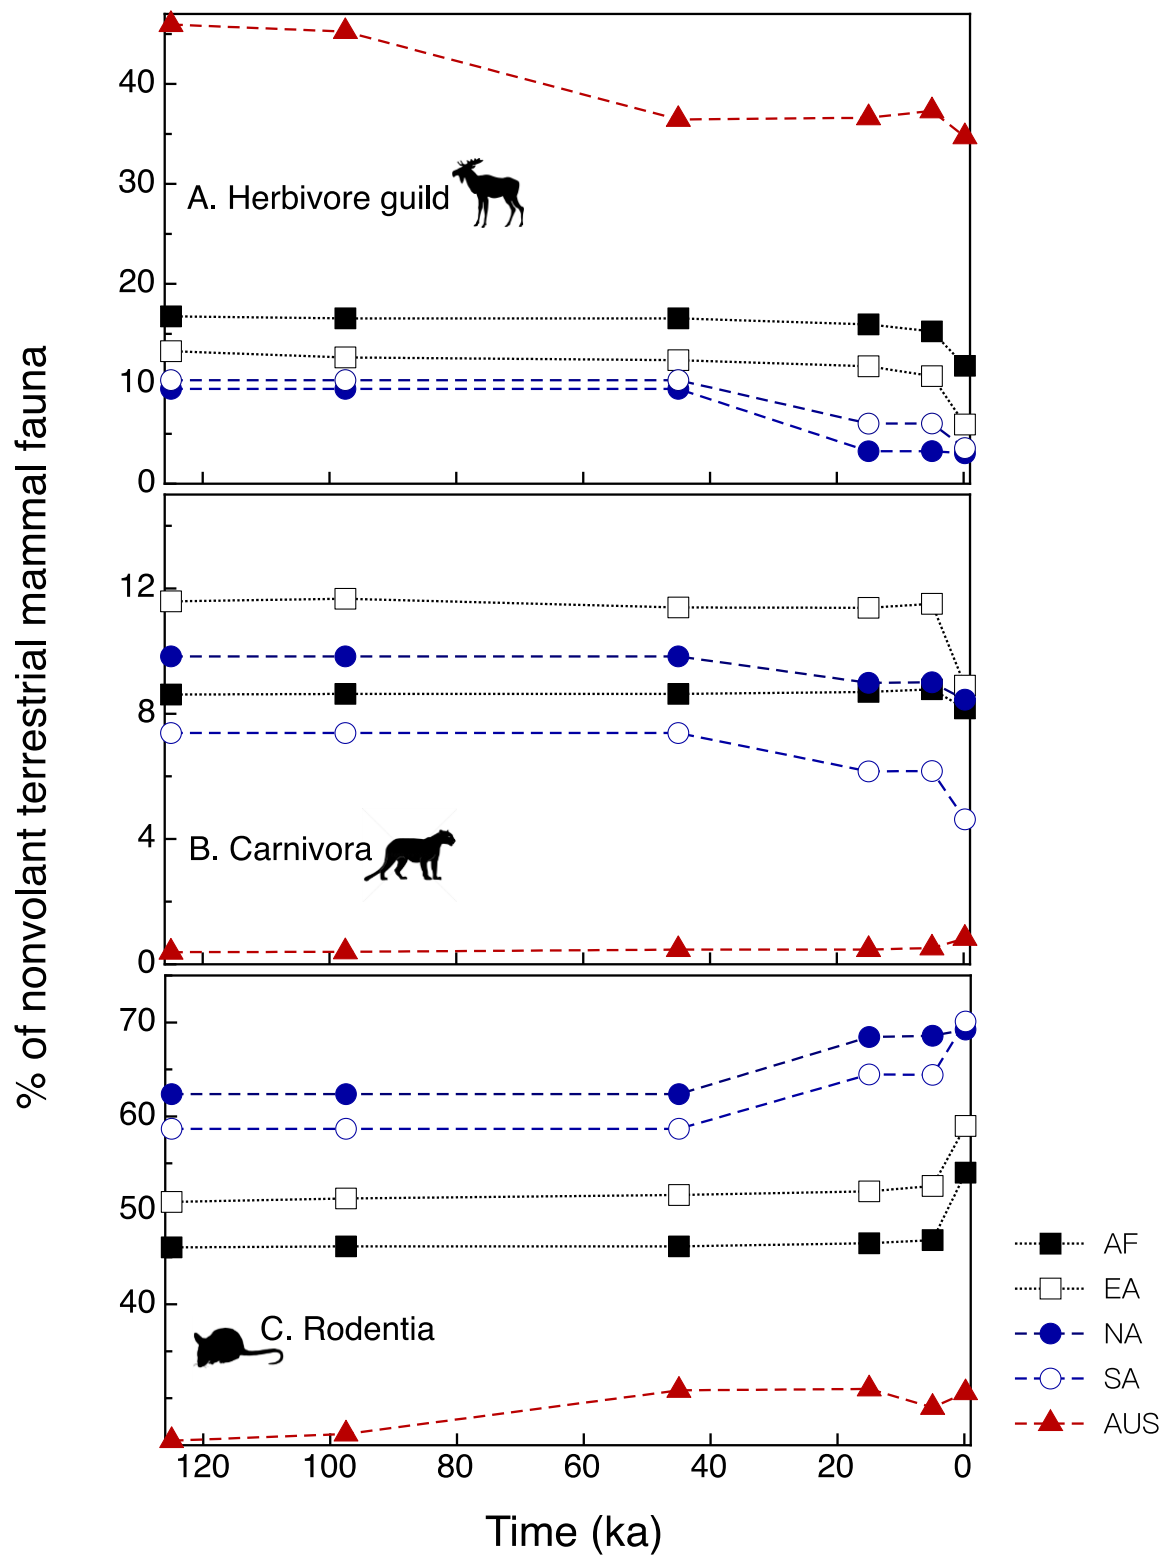 % of nonvolant terrestrial mammal fauna
40
30
20
10
0
A. Herbivore guild
12
8
4
0
B. Carnivora
70
60
50
40
C. Rodentia
120 100 80 60 40 20 0
Time (ka)
AF
EA
NA
SA
AUS